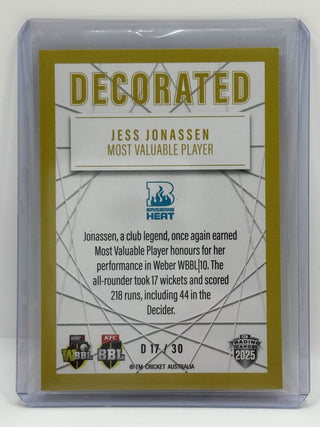 DECORATED
JESS JONASSEN
MOST VALUABLE PLAYER
BRISBANE
HEAT
Jonassen, a club legend, once again earned
Most Valuable Player honours for her
performance in Weber WBBL|10. The
all-rounder took 17 wickets and scored
218 runs, including 44 in the
Decider.
weber
WBBL
KFC
BBL
D 17 / 30
TRADING
CARDS
2025
©TM CRICKET AUSTRALIA